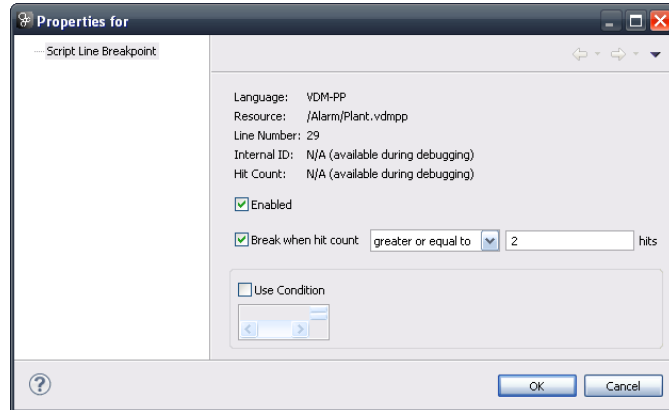 Properties for
Script Line Breakpoint
Language: VDM-PP
Resource: /Alarm/Plant.vdmpp
Line Number: 29
Internal ID: N/A (available during debugging)
Hit Count: N/A (available during debugging)
Enabled
Break when hit count greater or equal to 2 hits
Use Condition
? OK Cancel